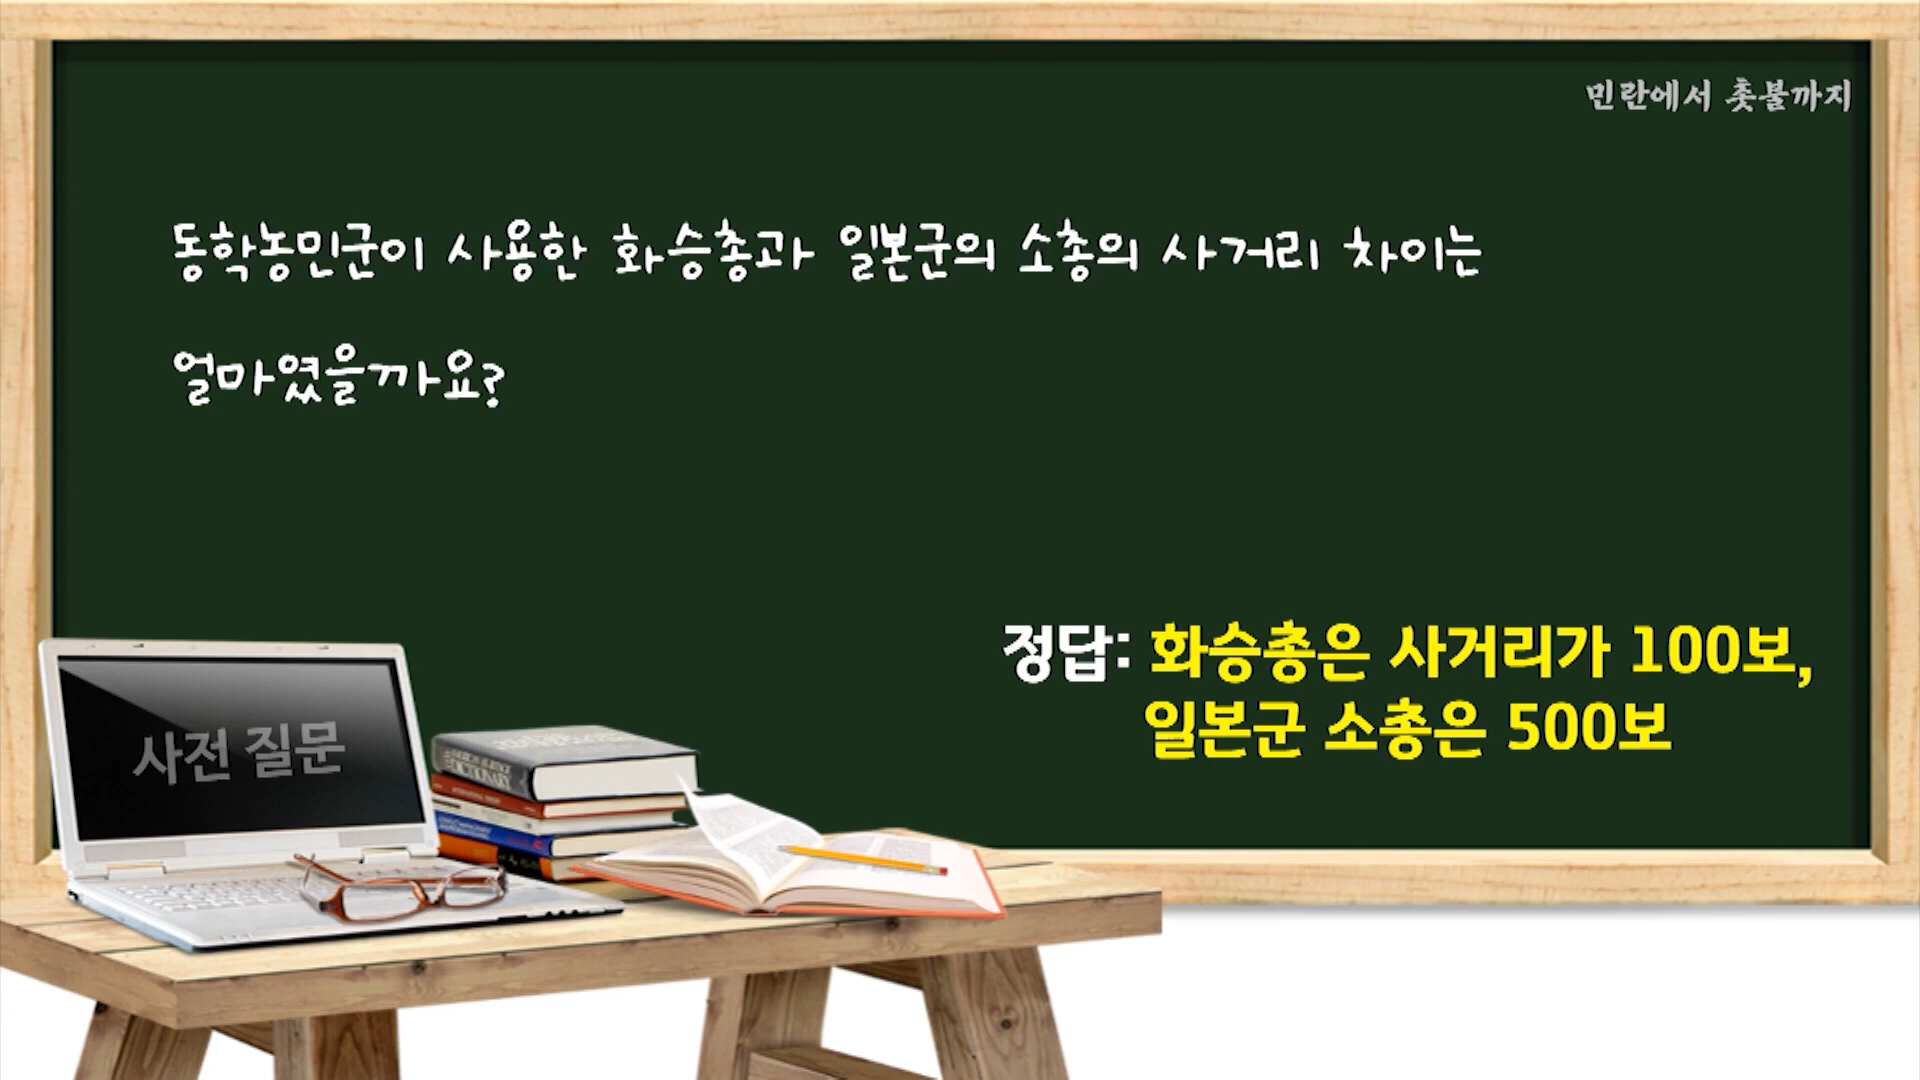 민란에서 촛불까지
동학농민군이 사용한 화승총과 일본군의 소총의 사거리 차이는
얼마였을까요?
정답: 화승총은 사거리가 100보,
일본군 소총은 500보
사전 질문
DICTIONARY